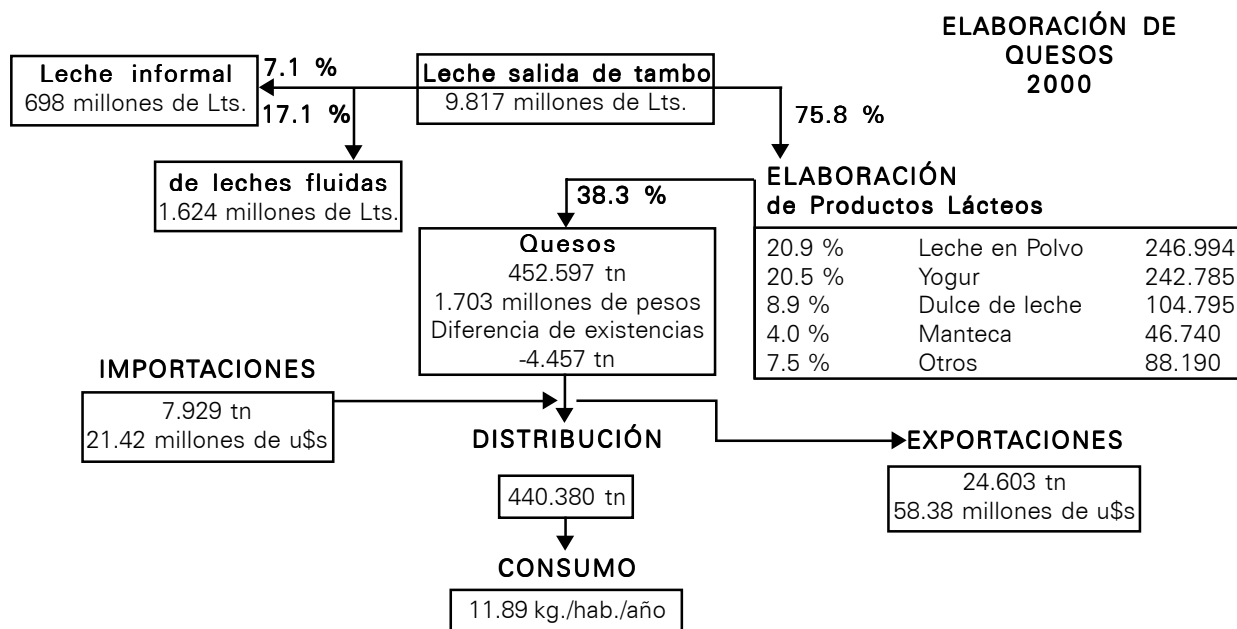 ELABORACIÓN DE
QUESOS
2000
Leche informal
698 millones de Lts.
7.1 %
17.1 %
Leche salida de tambo
9.817 millones de Lts.
75.8 %
de leches fluidas
1.624 millones de Lts.
38.3 %
ELABORACIÓN
de Productos Lácteos
20.9 % Leche en Polvo 246.994
20.5 % Yogur 242.785
8.9 % Dulce de leche 104.795
4.0 % Manteca 46.740
7.5 % Otros 88.190
Quesos
452.597 tn
1.703 millones de pesos
Diferencia de existencias
-4.457 tn
IMPORTACIONES
7.929 tn
21.42 millones de u$s
DISTRIBUCIÓN
440.380 tn
EXPORTACIONES
24.603 tn
58.38 millones de u$s
CONSUMO
11.89 kg./hab./año